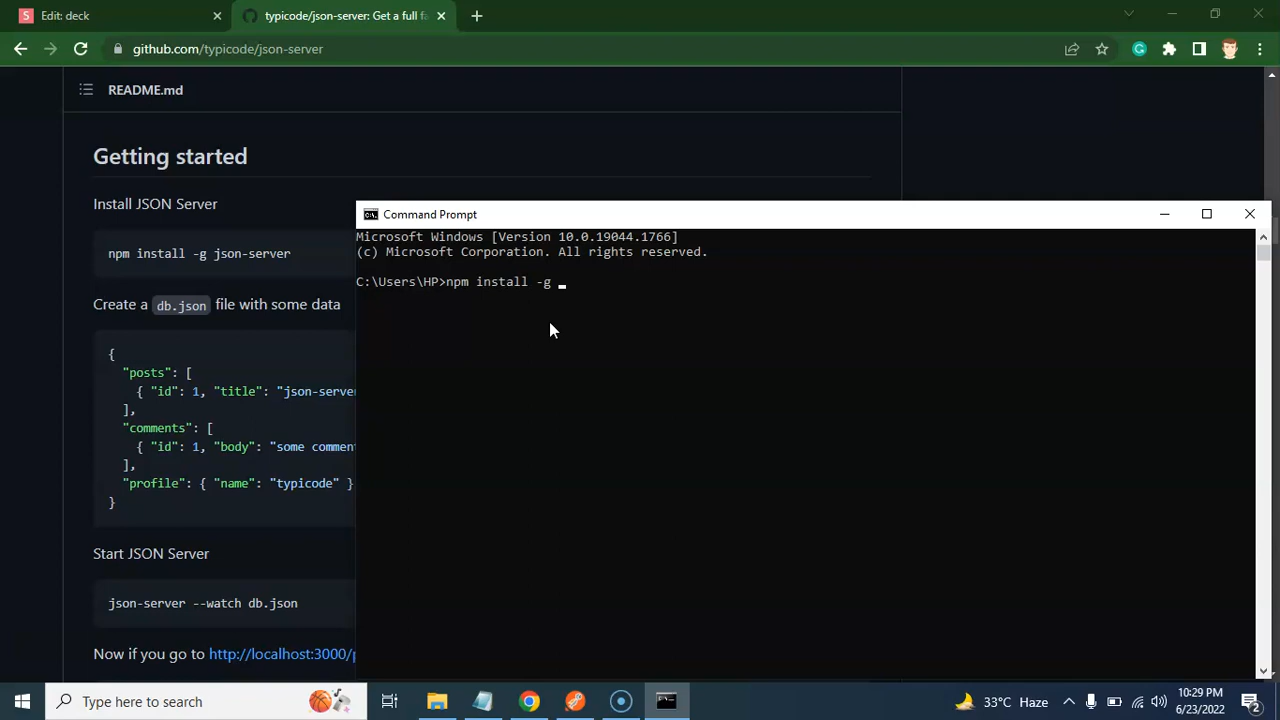 Edit: deck
typicode/json-server: Get a full fa
github.com/typicode/json-server
README.md
Getting started
Install JSON Server
npm install -g json-server
Create a db.json file with some data
{
"posts": [
{ "id": 1, "title": "json-server
],
"comments": [
{ "id": 1, "body": "some comment
],
"profile": { "name": "typicode" }
}
Start JSON Server
json-server --watch db.json
Now if you go to http://localhost:3000/p
Command Prompt
Microsoft Windows [Version 10.0.19044.1766]
(c) Microsoft Corporation. All rights reserved.
C:\Users\HP>npm install -g
Type here to search
33°C Haze
10:29 PM
6/23/2022
2